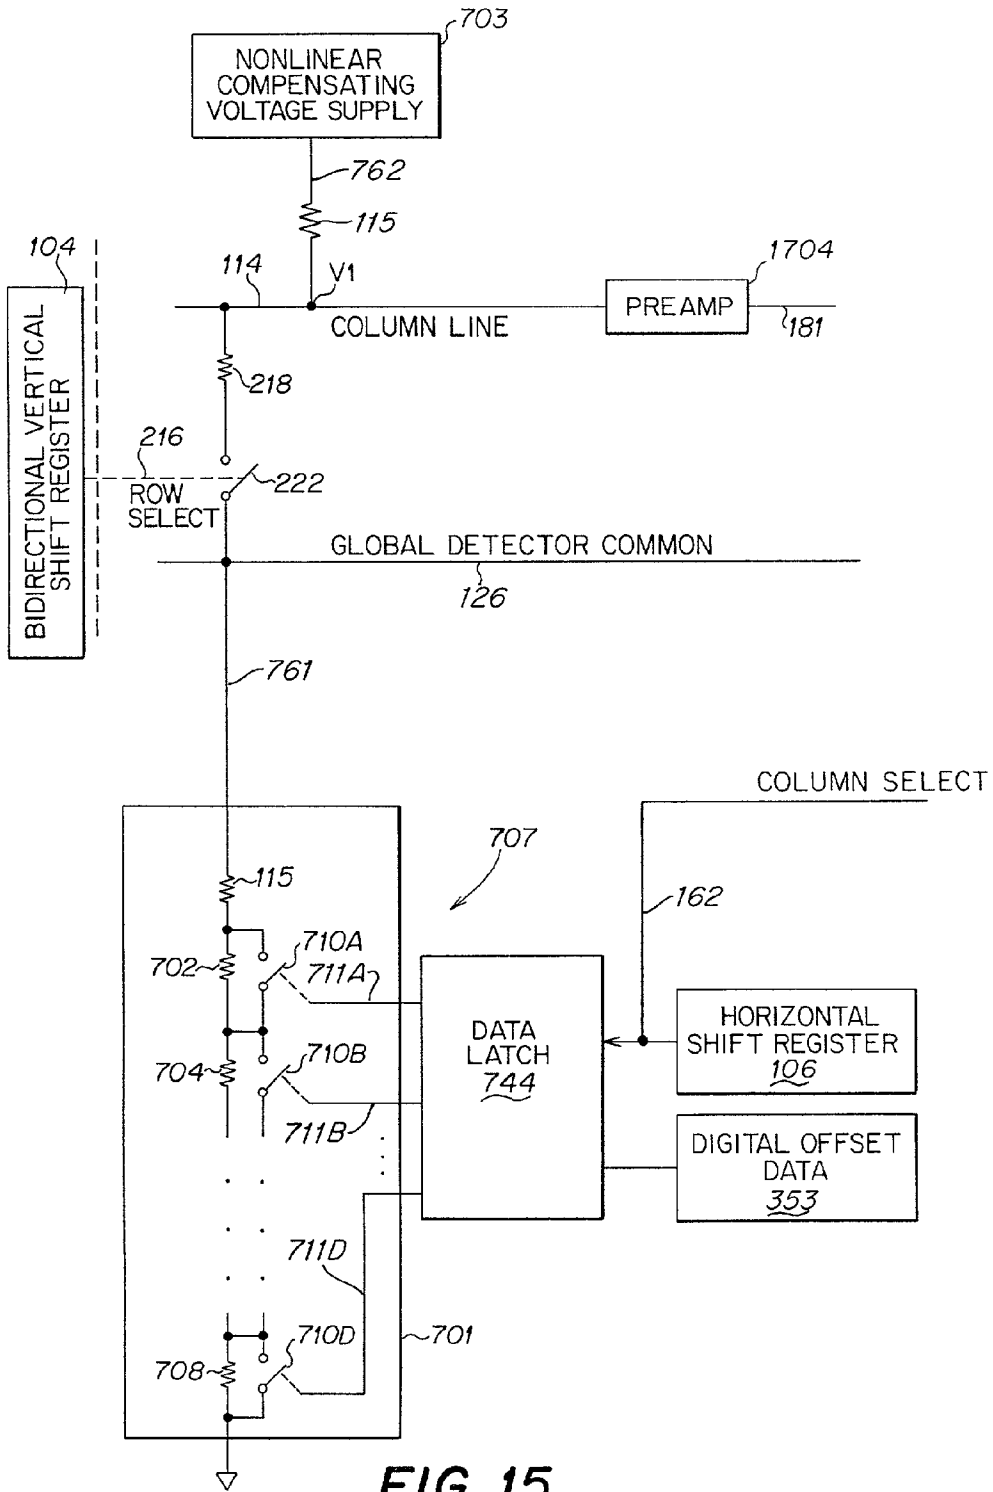 703
NONLINEAR
COMPENSATING
VOLTAGE SUPPLY
762
115
104
114
V1
1704
PREAMP
COLUMN LINE
181
218
BIDIRECTIONAL VERTICAL
SHIFT REGISTER
216
222
ROW
SELECT
GLOBAL DETECTOR COMMON
126
761
COLUMN SELECT
707
115
162
710A
702
711A
DATA
LATCH
744
HORIZONTAL
SHIFT REGISTER
106
710B
704
711B
DIGITAL OFFSET
DATA
353
711D
710D
701
708
FIG. 15